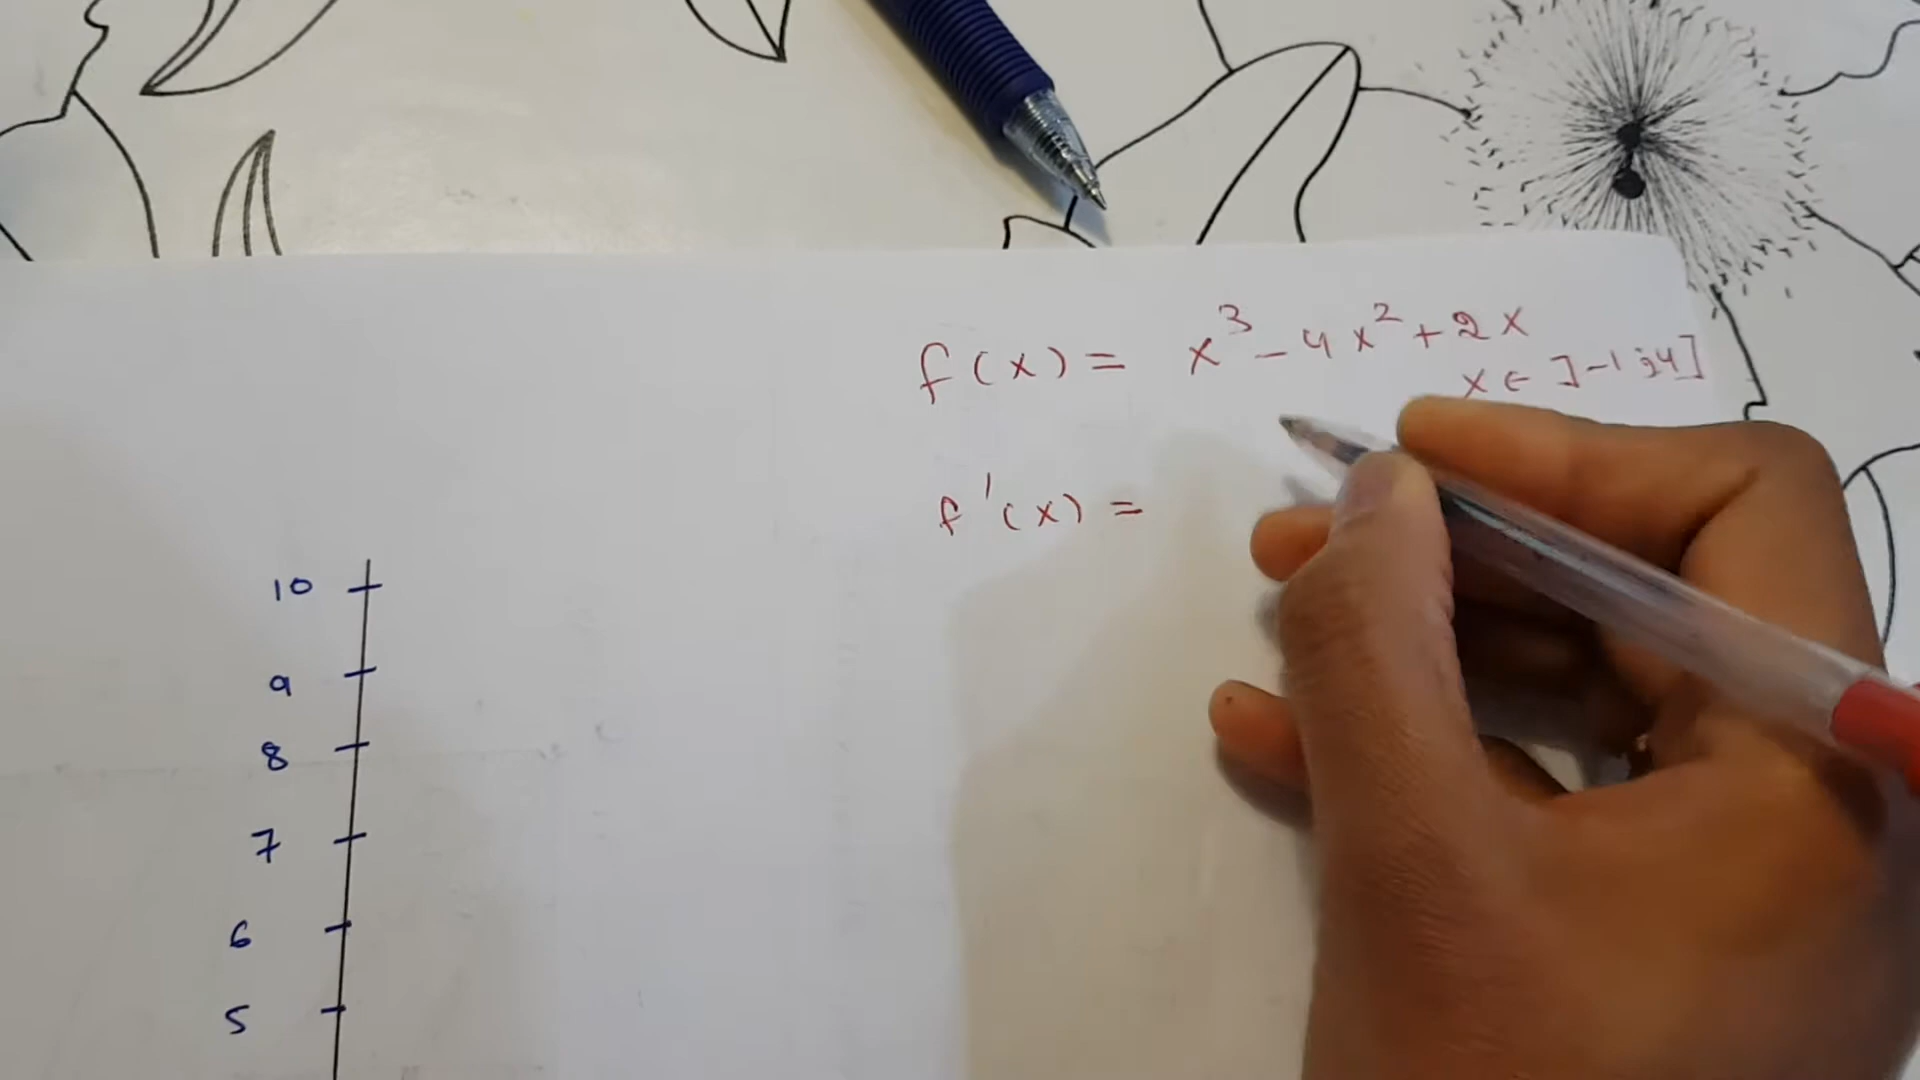 f(x) = x³ - 4x² + 2x
x ∈ ]-1;4]
f'(x) =
10
9
8
7
6
5